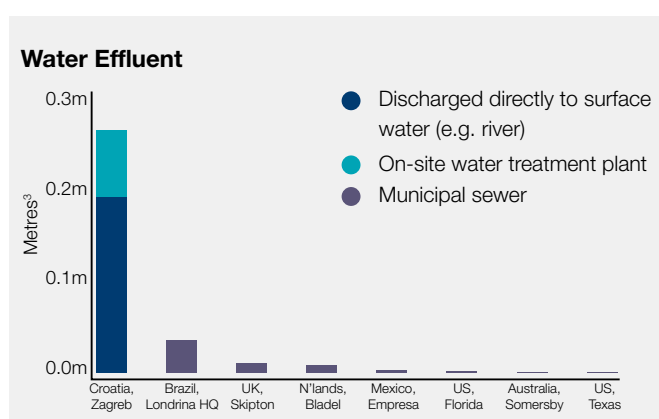 Water Effluent
0.3m
0.2m
0.1m
0.0m
Metres³
Discharged directly to surface
water (e.g. river)
On-site water treatment plant
Municipal sewer
Croatia,
Zagreb
Brazil,
Londrina HQ
UK,
Skipton
N'lands,
Bladel
Mexico,
Empresa
US,
Florida
Australia,
Somersby
US,
Texas